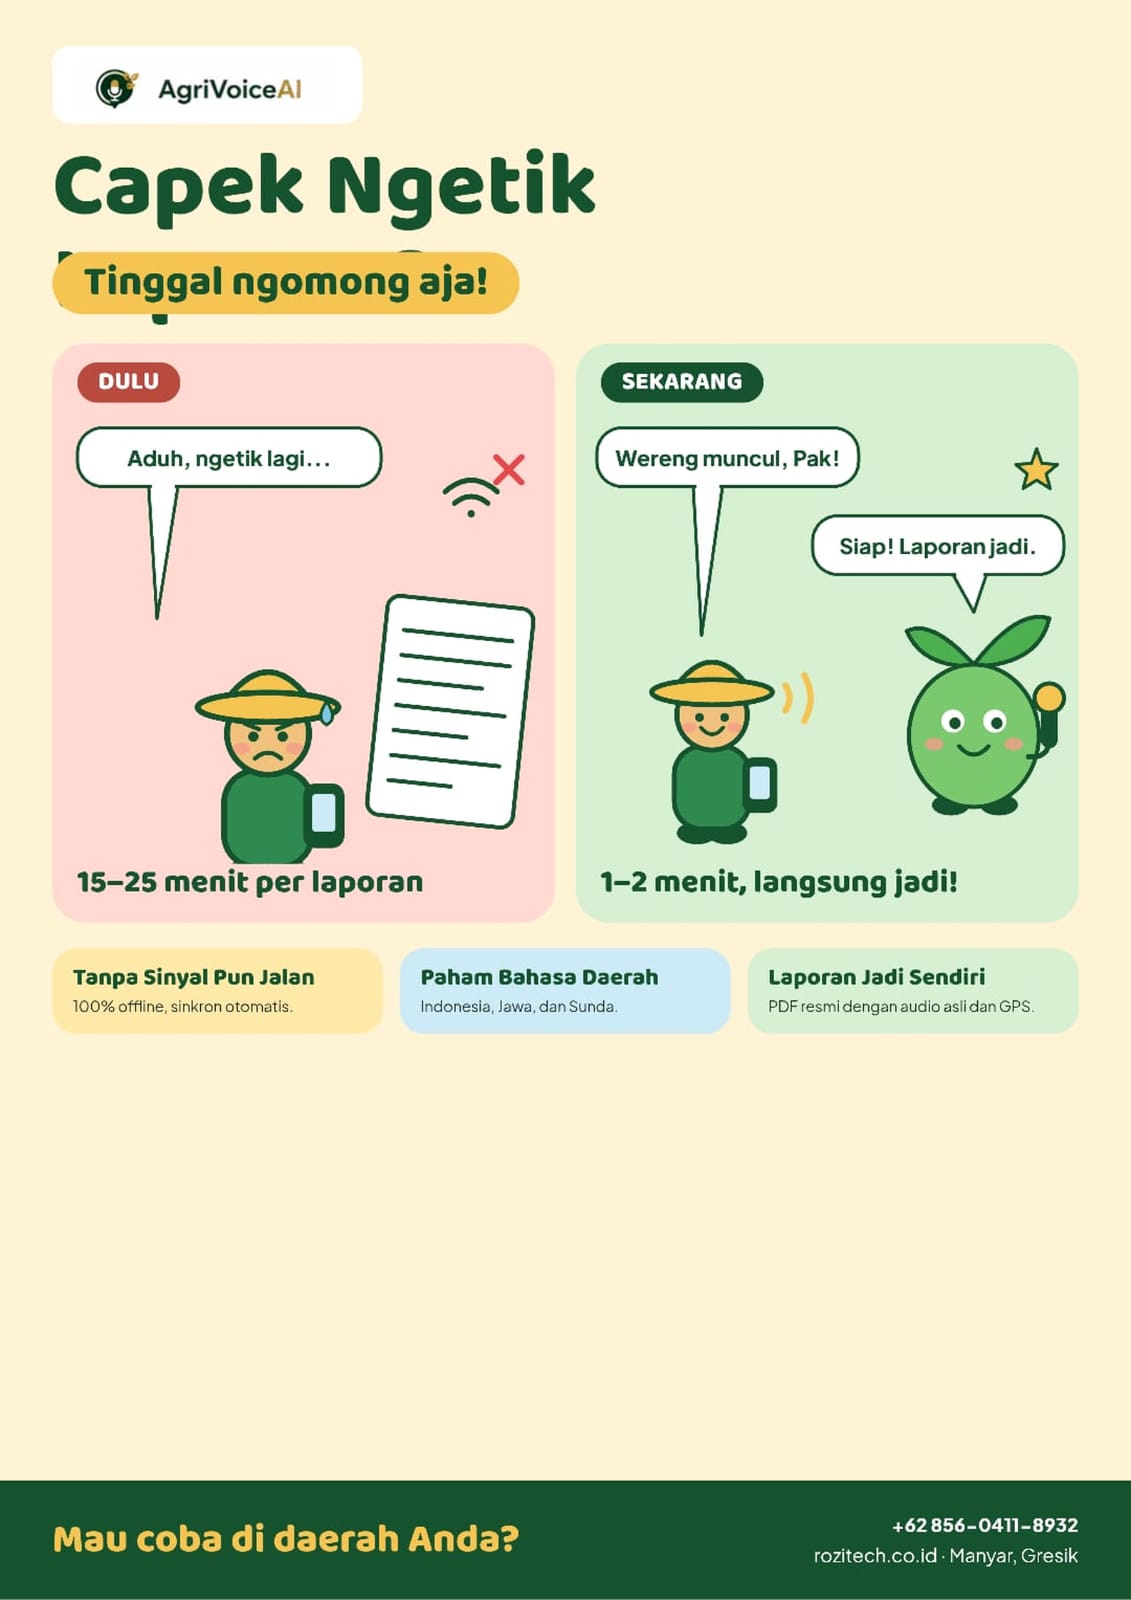 AgriVoiceAI
Capek Ngetik
Tinggal ngomong aja!
DULU
Aduh, ngetik lagi...
15–25 menit per laporan
SEKARANG
Wereng muncul, Pak!
Siap! Laporan jadi.
1–2 menit, langsung jadi!
Tanpa Sinyal Pun Jalan
100% offline, sinkron otomatis.
Paham Bahasa Daerah
Indonesia, Jawa, dan Sunda.
Laporan Jadi Sendiri
PDF resmi dengan audio asli dan GPS.
Mau coba di daerah Anda?
+62 856-0411-8932
rozitech.co.id · Manyar, Gresik